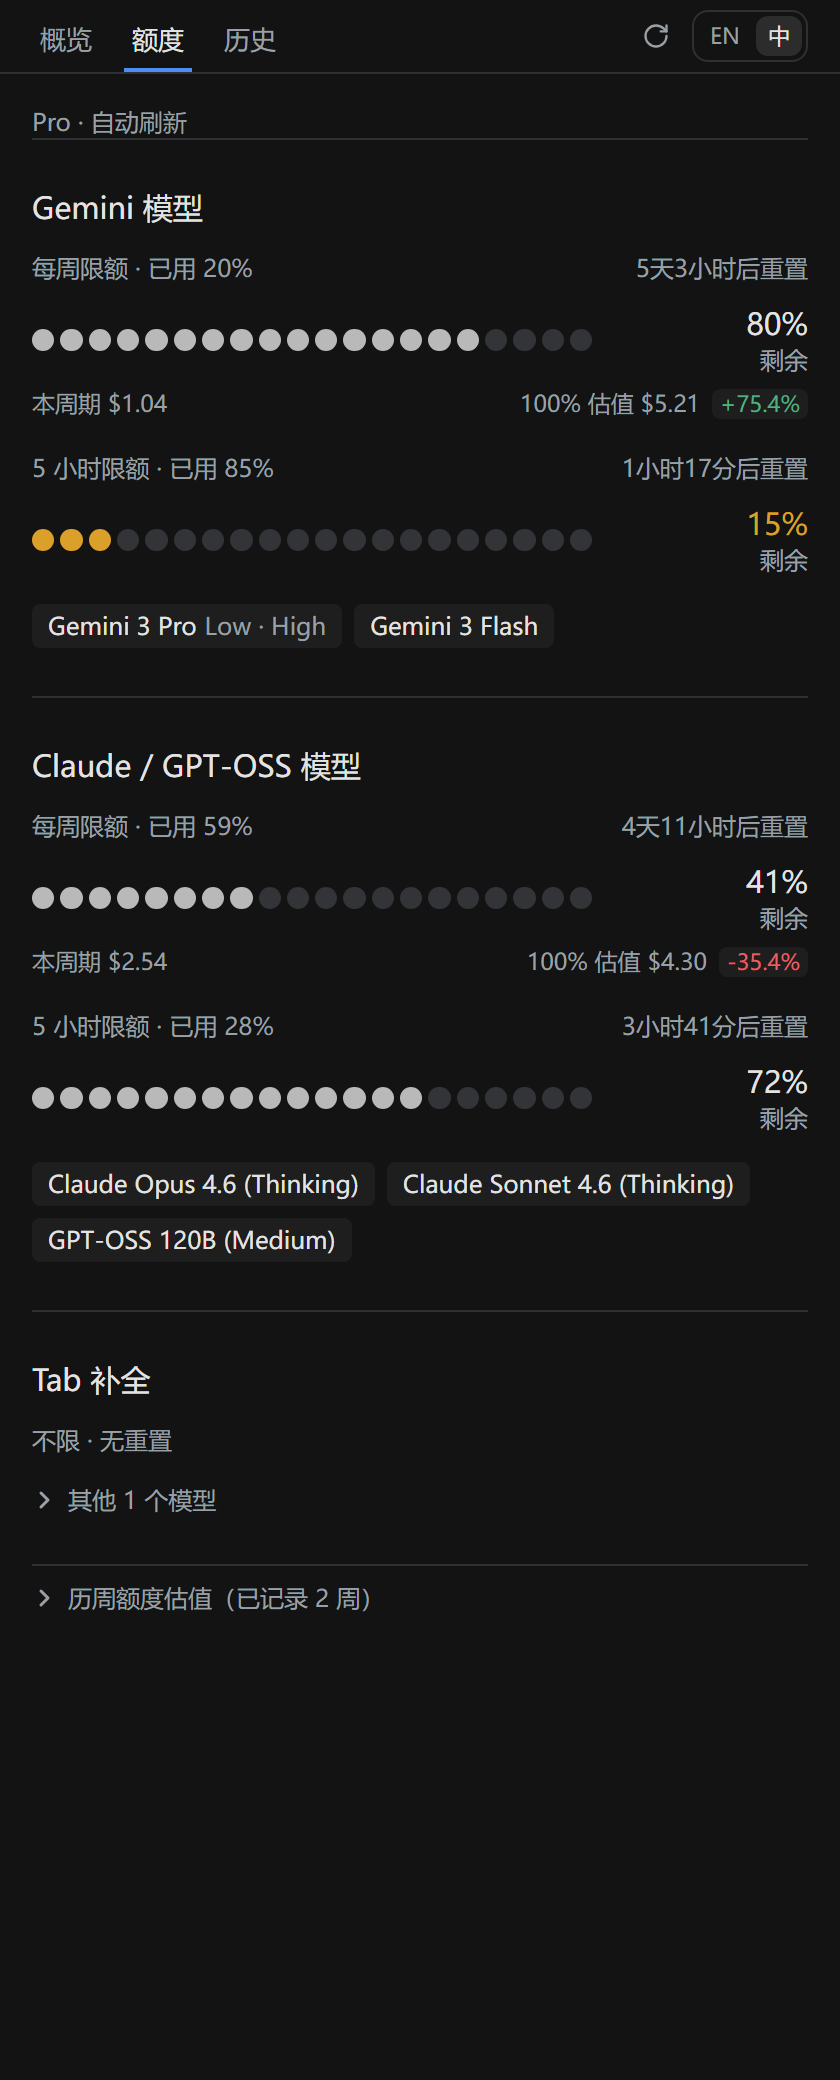 概览 额度 历史 EN 中
Pro · 自动刷新
Gemini 模型
每周限额 · 已用 20% 5天3小时后重置
80%
剩余
本周期 $1.04 100% 估值 $5.21 +75.4%
5 小时限额 · 已用 85% 1小时17分后重置
15%
剩余
Gemini 3 Pro Low · High Gemini 3 Flash
Claude / GPT-OSS 模型
每周限额 · 已用 59% 4天11小时后重置
41%
剩余
本周期 $2.54 100% 估值 $4.30 -35.4%
5 小时限额 · 已用 28% 3小时41分后重置
72%
剩余
Claude Opus 4.6 (Thinking) Claude Sonnet 4.6 (Thinking)
GPT-OSS 120B (Medium)
Tab 补全
不限 · 无重置
其他 1 个模型
历周额度估值（已记录 2 周）